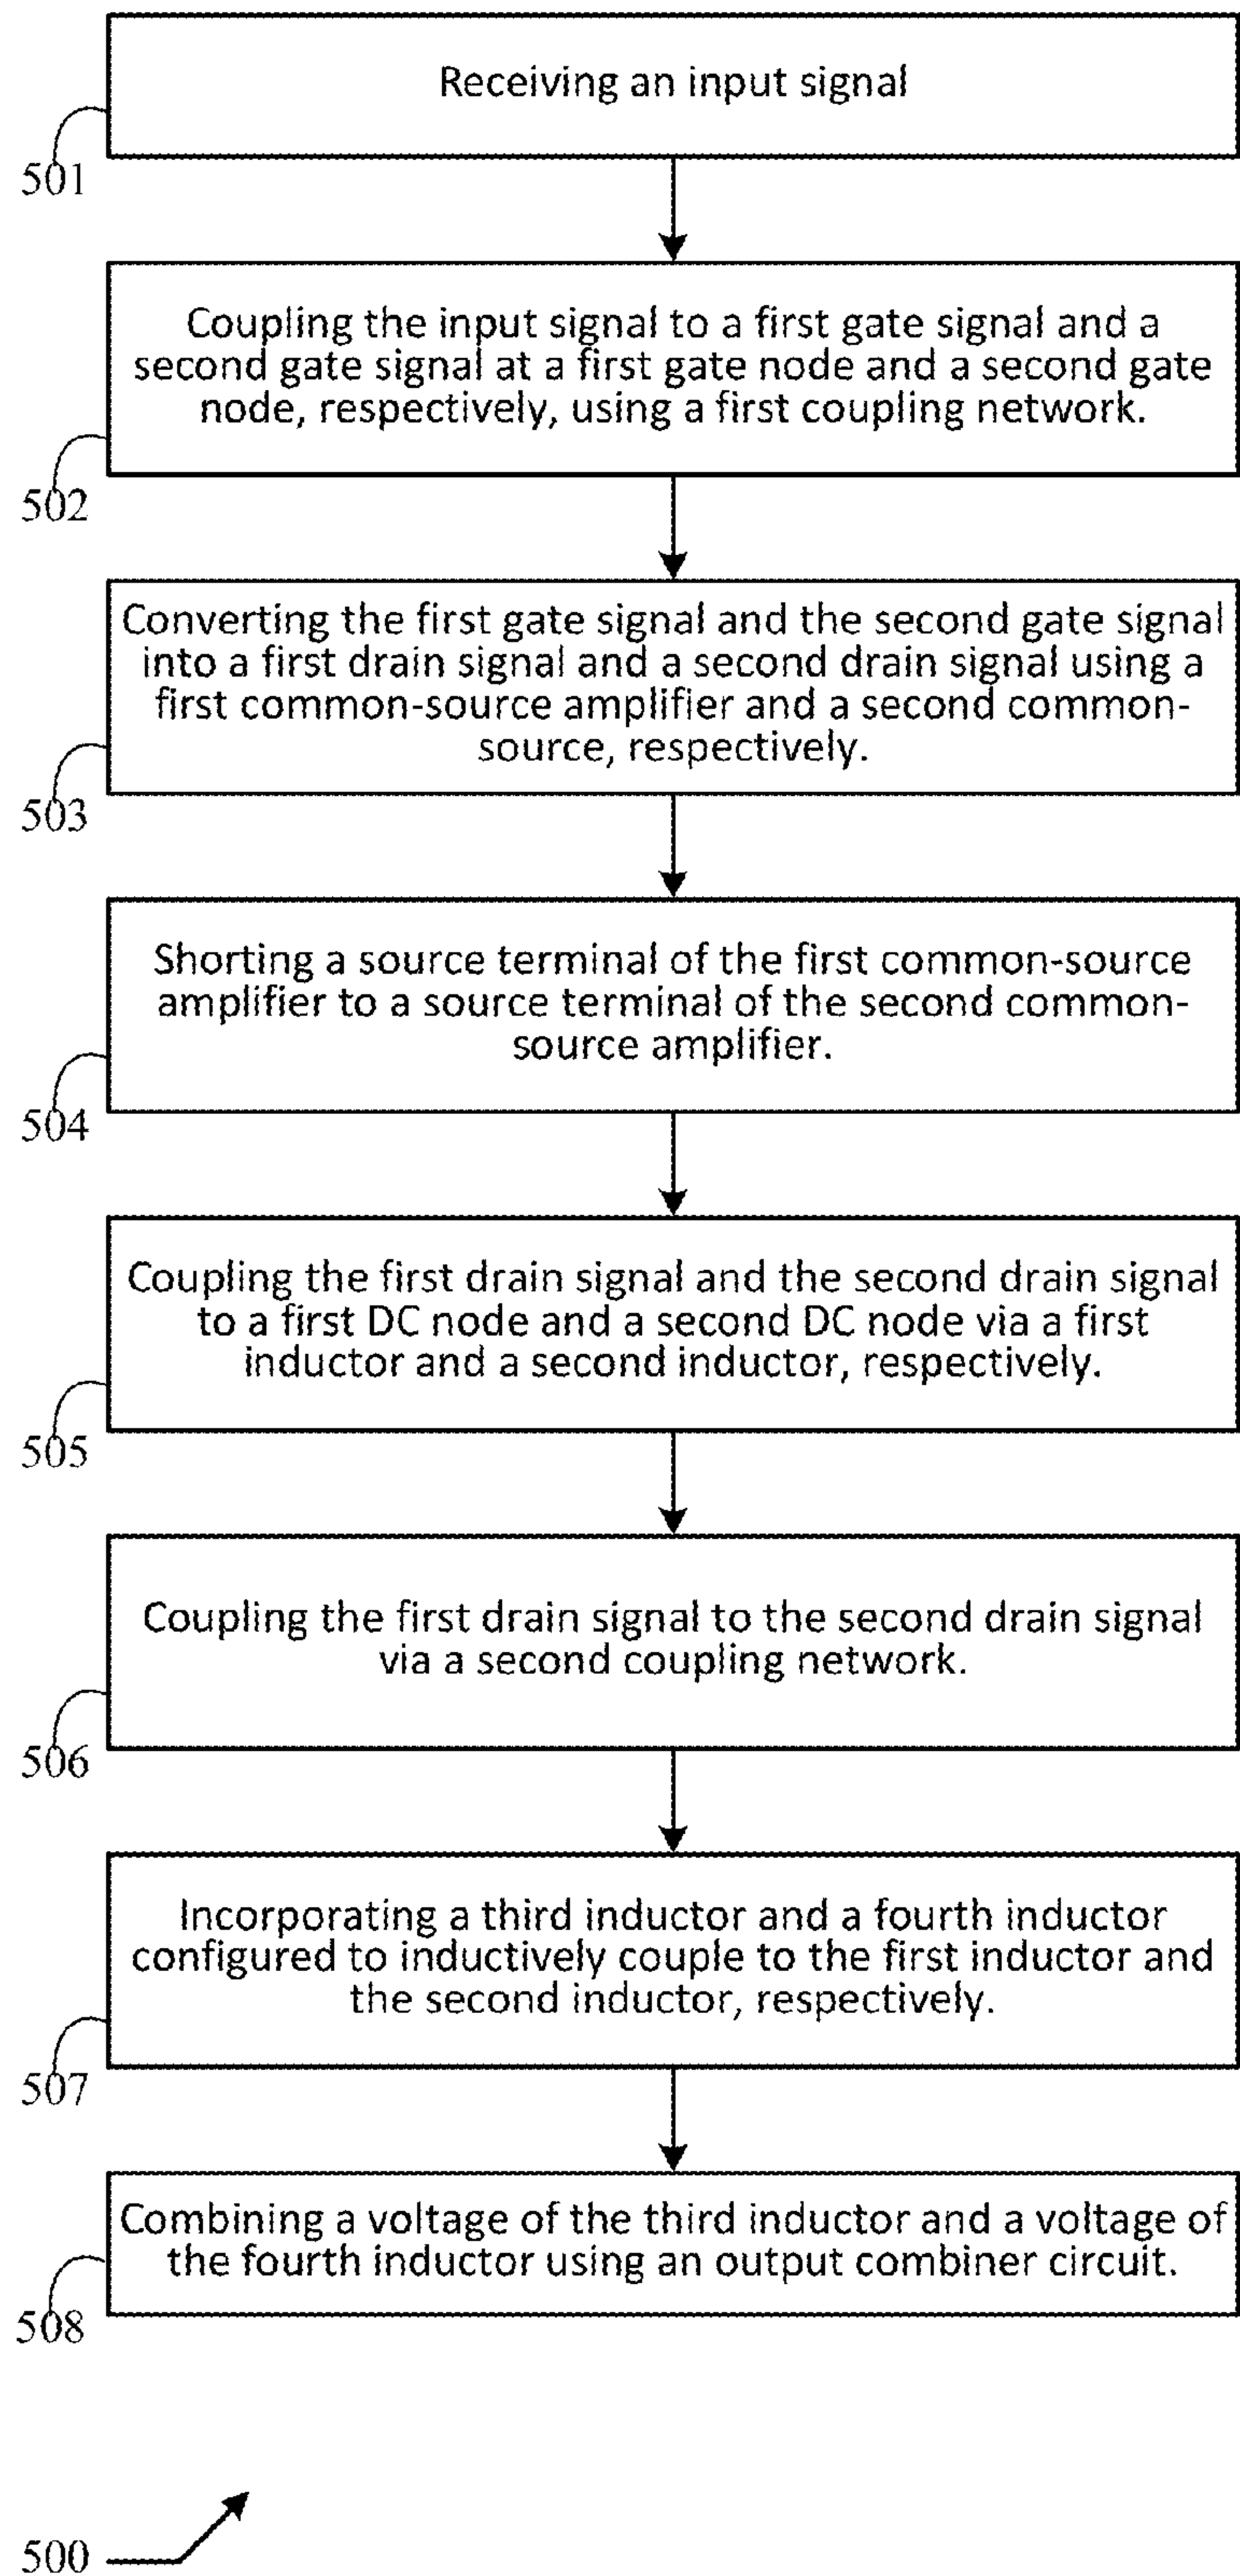 Receiving an input signal
501
Coupling the input signal to a first gate signal and a
second gate signal at a first gate node and a second gate
node, respectively, using a first coupling network.
502
Converting the first gate signal and the second gate signal
into a first drain signal and a second drain signal using a
first common-source amplifier and a second common-
source, respectively.
503
Shorting a source terminal of the first common-source
amplifier to a source terminal of the second common-
source amplifier.
504
Coupling the first drain signal and the second drain signal
to a first DC node and a second DC node via a first
inductor and a second inductor, respectively.
505
Coupling the first drain signal to the second drain signal
via a second coupling network.
506
Incorporating a third inductor and a fourth inductor
configured to inductively couple to the first inductor and
the second inductor, respectively.
507
Combining a voltage of the third inductor and a voltage of
the fourth inductor using an output combiner circuit.
508
500